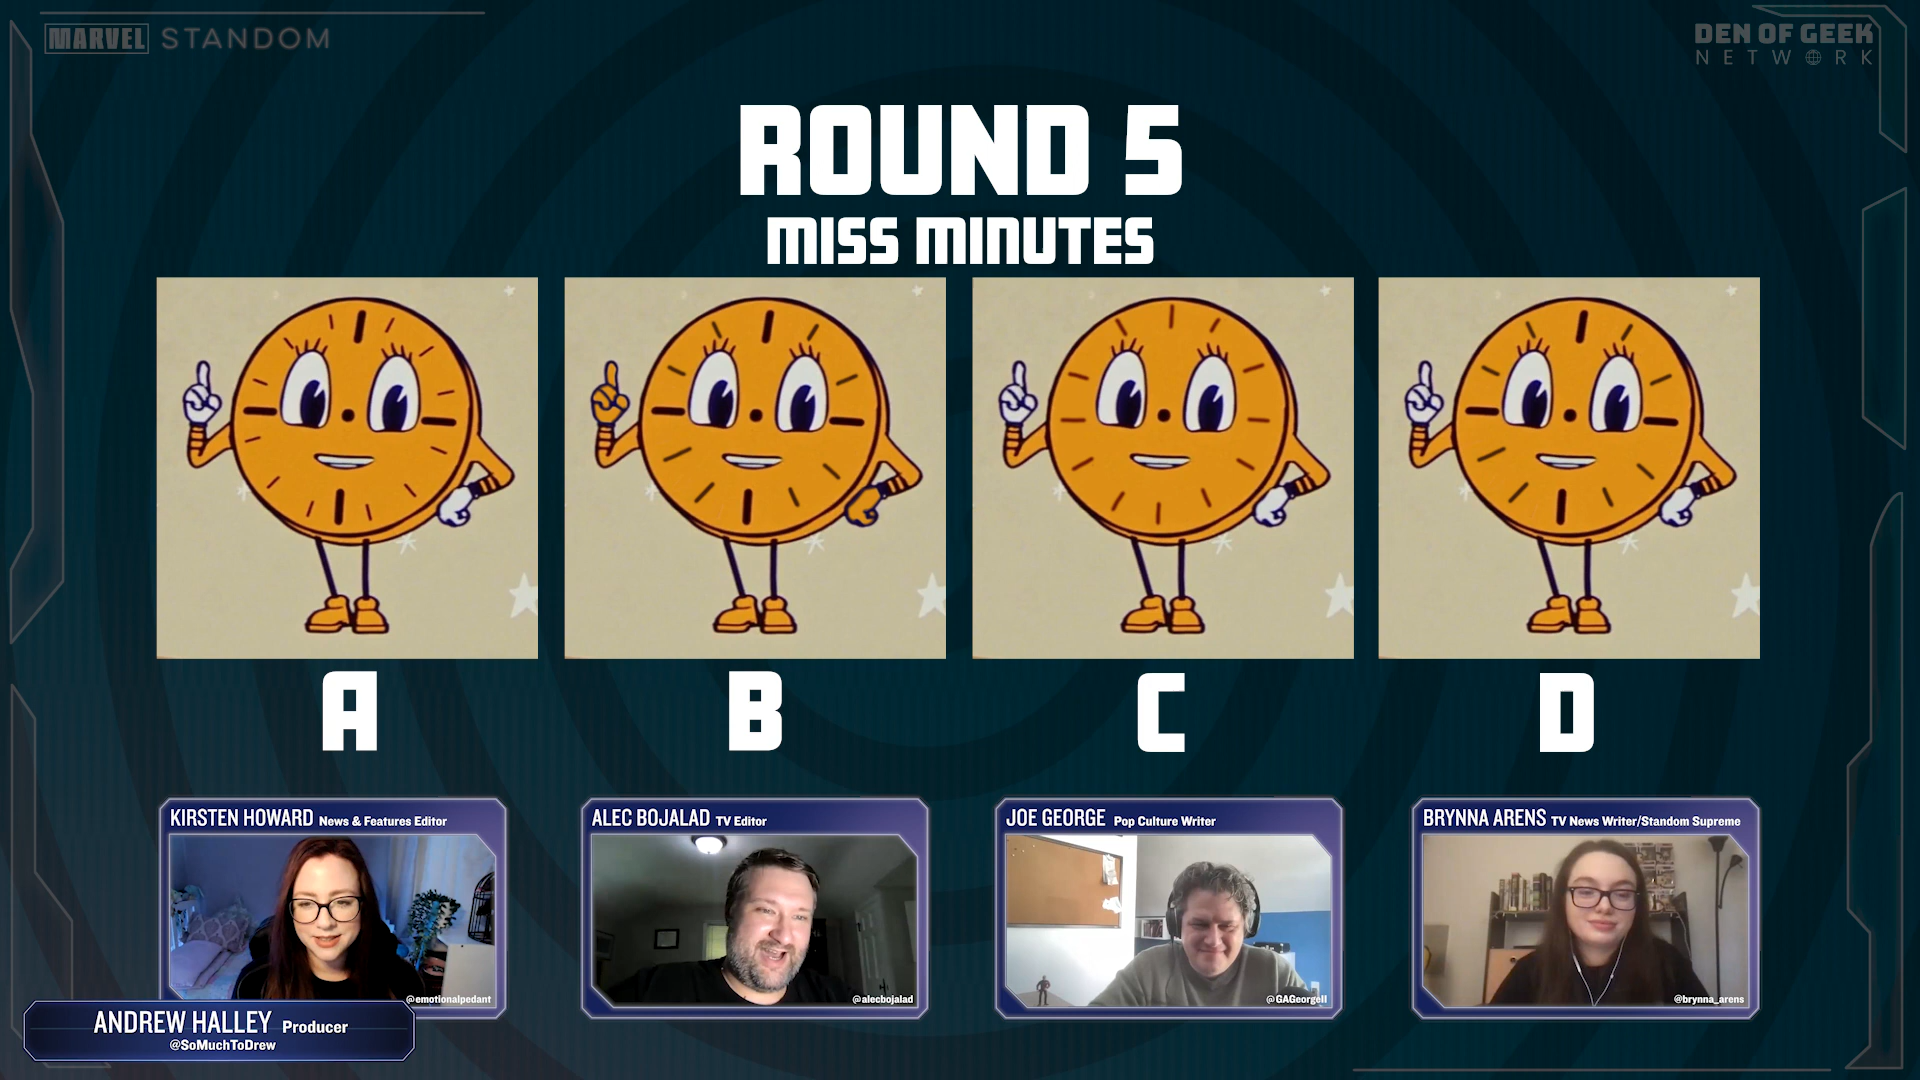 MARVEL STANDOM
DEN OF GEEK
NETWORK
ROUND 5
MISS MINUTES
A
B
C
D
KIRSTEN HOWARD News & Features Editor
@emotionalpedant
ALEC BOJALAD TV Editor
@alecbojalad
JOE GEORGE Pop Culture Writer
@GAGeorgeII
BRYNNA ARENS TV News Writer/Standom Supreme
@brynna_arens
ANDREW HALLEY Producer
@SoMuchToDrew